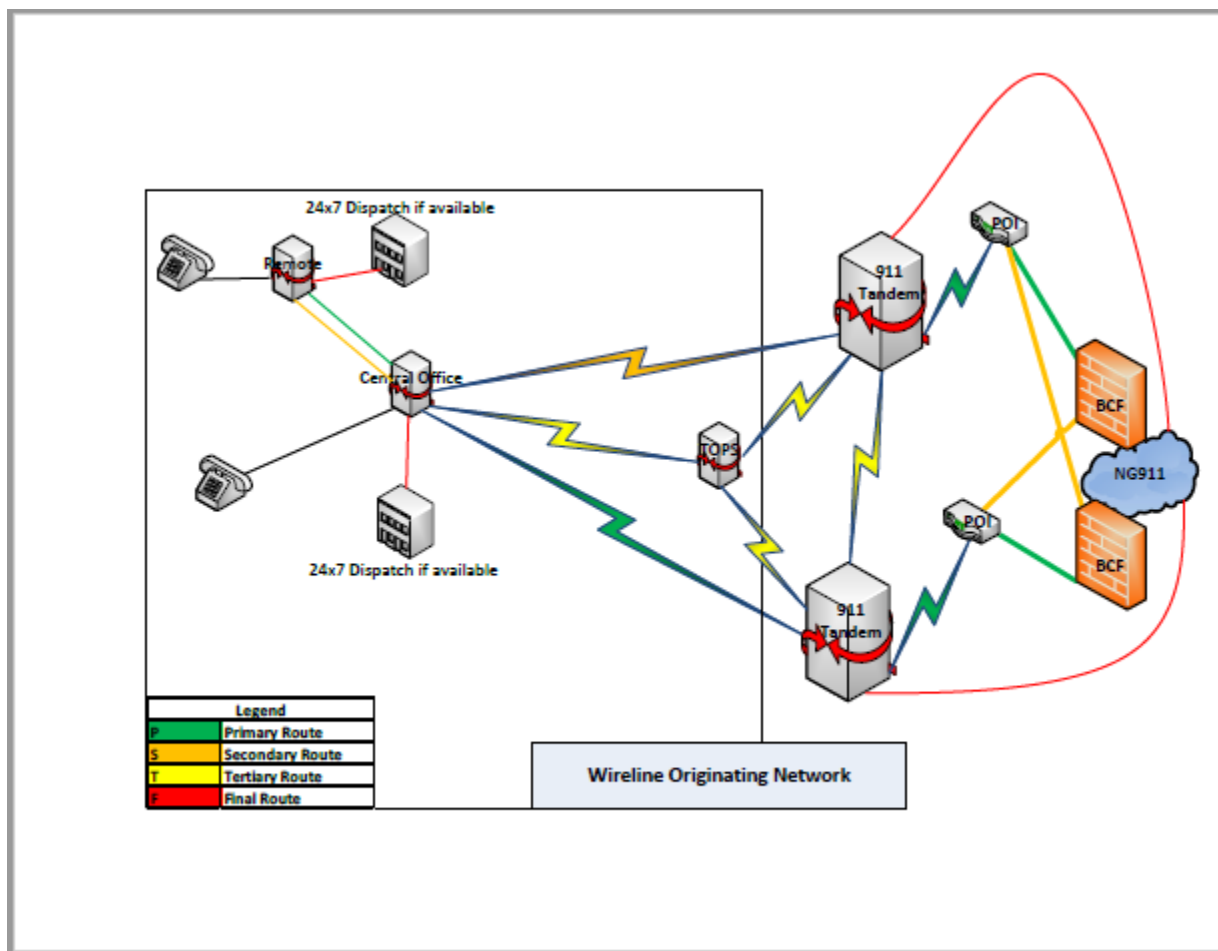 24x7 Dispatch if available
Remote
POI
911
Tandem
Central Office
BCF
TOPS
NG911
POI
24x7 Dispatch if available
BCF
911
Tandem
Legend
P Primary Route
S Secondary Route
T Tertiary Route
F Final Route
Wireline Originating Network